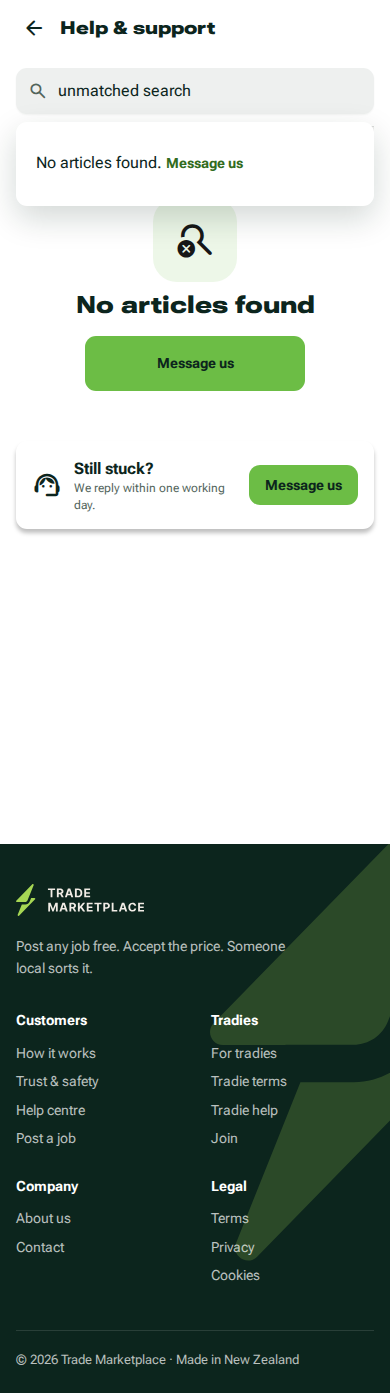 Help & support
unmatched search
No articles found. Message us
No articles found
Message us
Still stuck?
We reply within one working
day.
Message us
TRADE
MARKETPLACE
Post any job free. Accept the price. Someone
local sorts it.
Customers
How it works
Trust & safety
Help centre
Post a job
Tradies
For tradies
Tradie terms
Tradie help
Join
Company
About us
Contact
Legal
Terms
Privacy
Cookies
© 2026 Trade Marketplace · Made in New Zealand